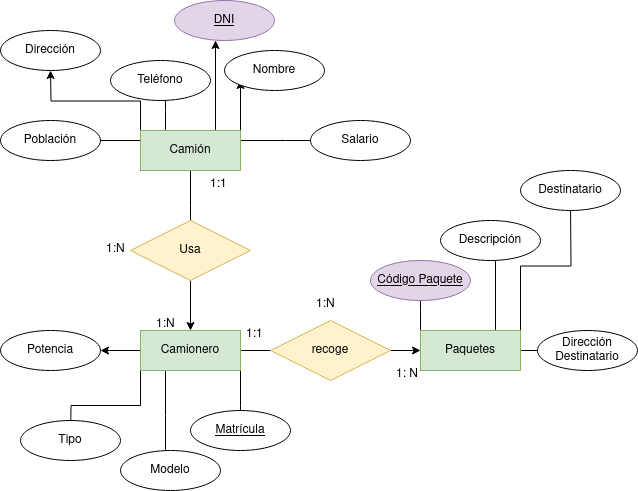 DNI
Dirección
Teléfono
Nombre
Población
Camión
Salario
1:1
Destinatario
1:N
Usa
Descripción
Código Paquete
1:N
1:N
1:1
Potencia
Camionero
recoge
Paquetes
Dirección
Destinatario
1: N
Matrícula
Tipo
Modelo